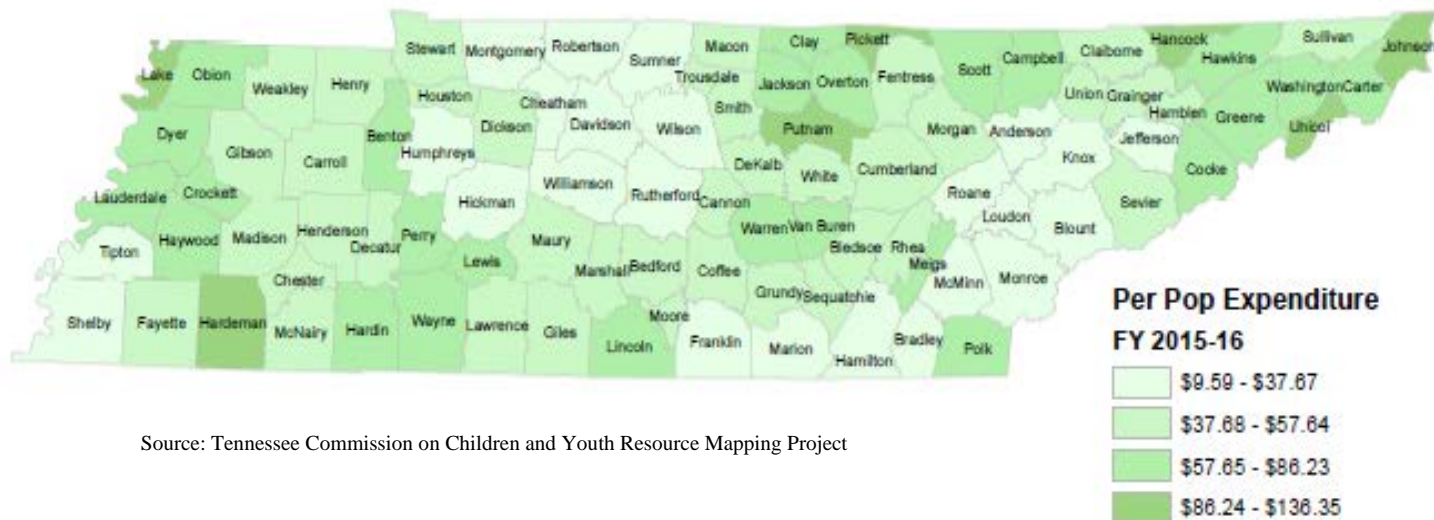 Stewart Montgomery Robertson Sumner Macon Clay Pickett Claiborne Hancock Sullivan Johnson
Lake Obion Weakley Henry Houston Cheatham Trousdale Jackson Overton Fentress Scott Campbell Hawkins
Dyer Gibson Carroll Benton Humphreys Dickson Davidson Wilson Smith Putnam Morgan Anderson Union Grainger Hamblen Greene Washington Carter Unicoi
Lauderdale Crockett Hickman Williamson Rutherford Cannon DeKalb White Cumberland Roane Knox Jefferson Cocke
Tipton Haywood Madison Henderson Decatur Perry Lewis Maury Marshall Bedford Coffee Warren Van Buren Bledsoe Rhea Meigs Loudon Blount Sevier
Shelby Fayette Hardeman Chester McNairy Hardin Wayne Lawrence Giles Lincoln Moore Franklin Grundy Sequatchie Marion Hamilton Bradley McMinn Monroe Polk
Per Pop Expenditure
FY 2015-16
$9.59 - $37.67
$37.68 - $57.64
$57.65 - $86.23
$86.24 - $136.35
Source: Tennessee Commission on Children and Youth Resource Mapping Project